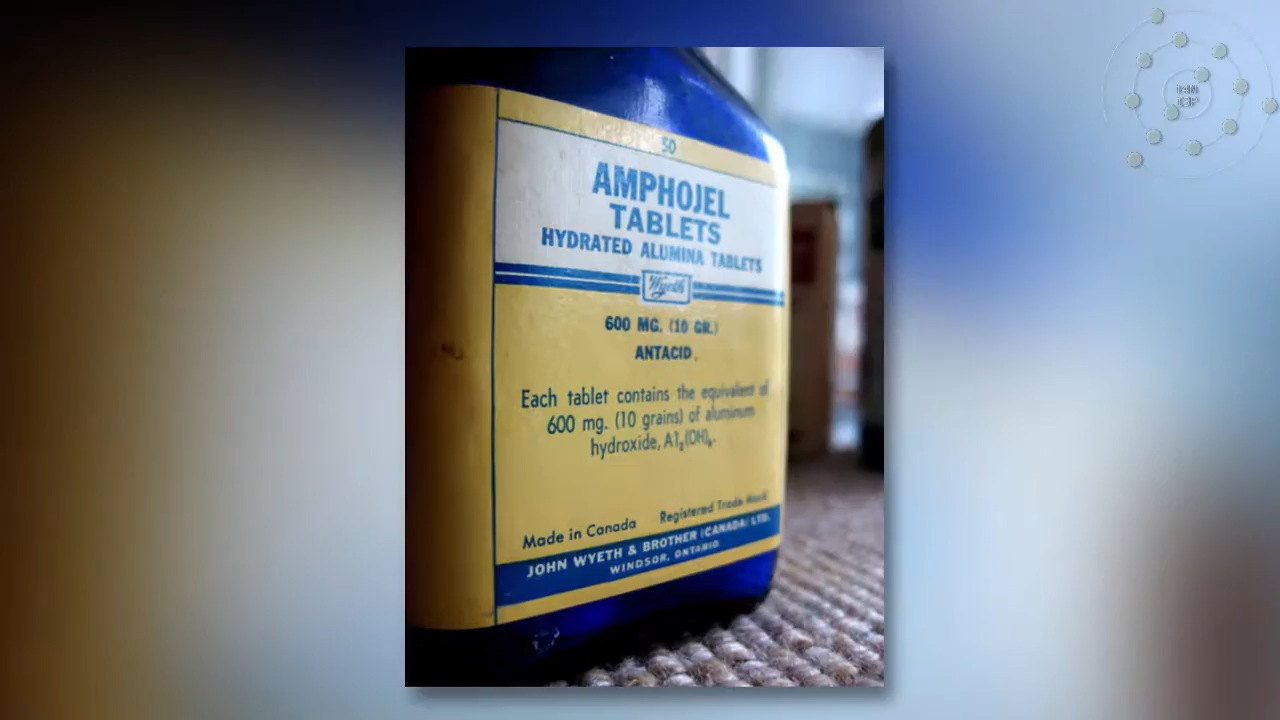 50
AMPHOJEL
TABLETS
HYDRATED ALUMINA TABLETS
Wyeth
600 MG. (10 GR.)
ANTACID
Each tablet contains the equivalent of
600 mg. (10 grains) of aluminum
hydroxide, Al₂(OH)₆.
Made in Canada Registered Trade Mark
JOHN WYETH & BROTHER (CANADA) LTD.
WINDSOR, ONTARIO